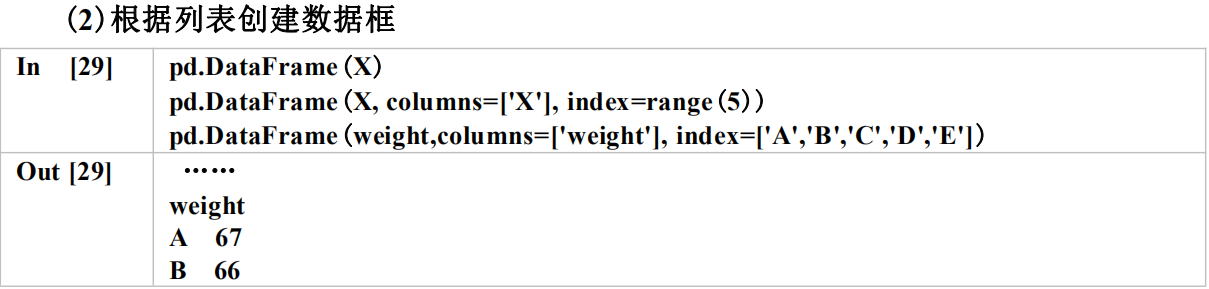 (2)根据列表创建数据框
In [29]
pd.DataFrame(X)
pd.DataFrame(X, columns=['X'], index=range(5))
pd.DataFrame(weight,columns=['weight'], index=['A','B','C','D','E'])
Out [29]
……
weight
A 67
B 66